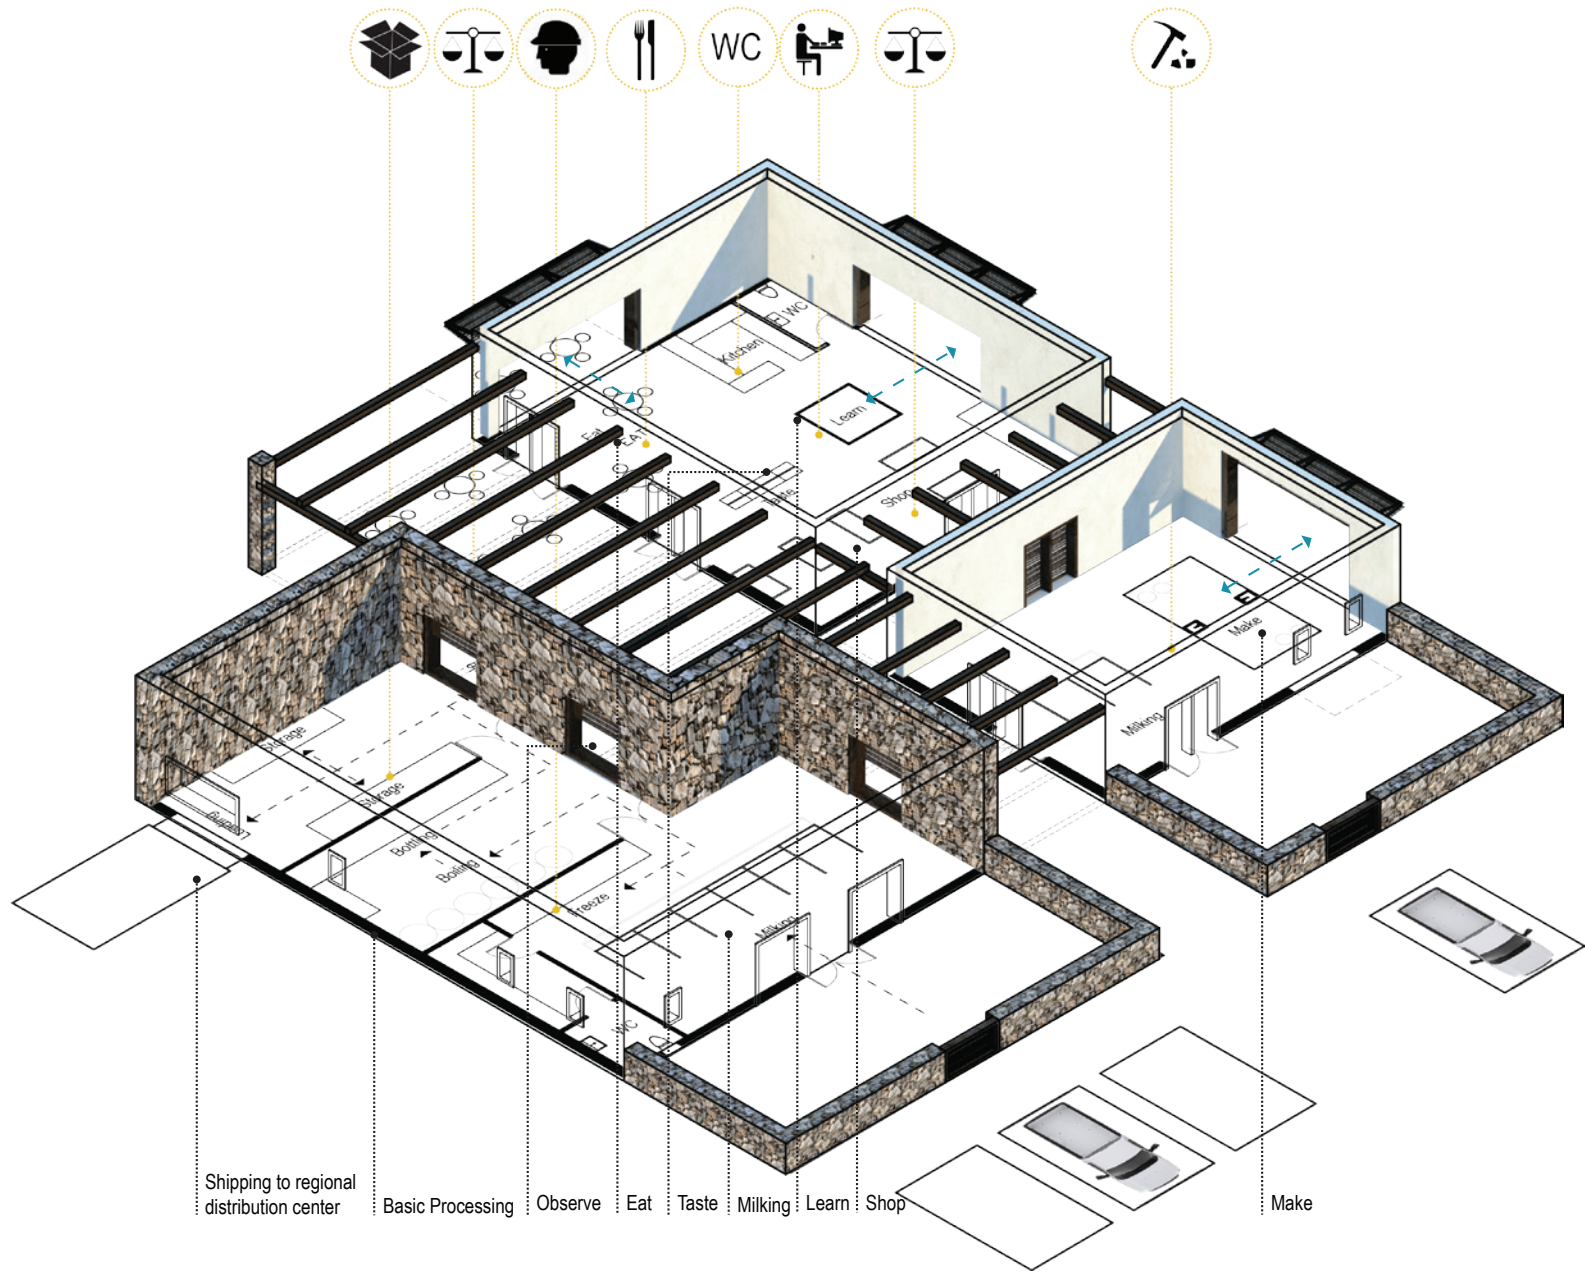 WC
WC
Kitchen
Learn
Eat
EAT
Taste
Shop
Make
Milking
Storage
Storage
Bottling
Boiling
Freeze
Milking
WC
Shipping to regional
distribution center
Basic Processing
Observe
Eat
Taste
Milking
Learn
Shop
Make